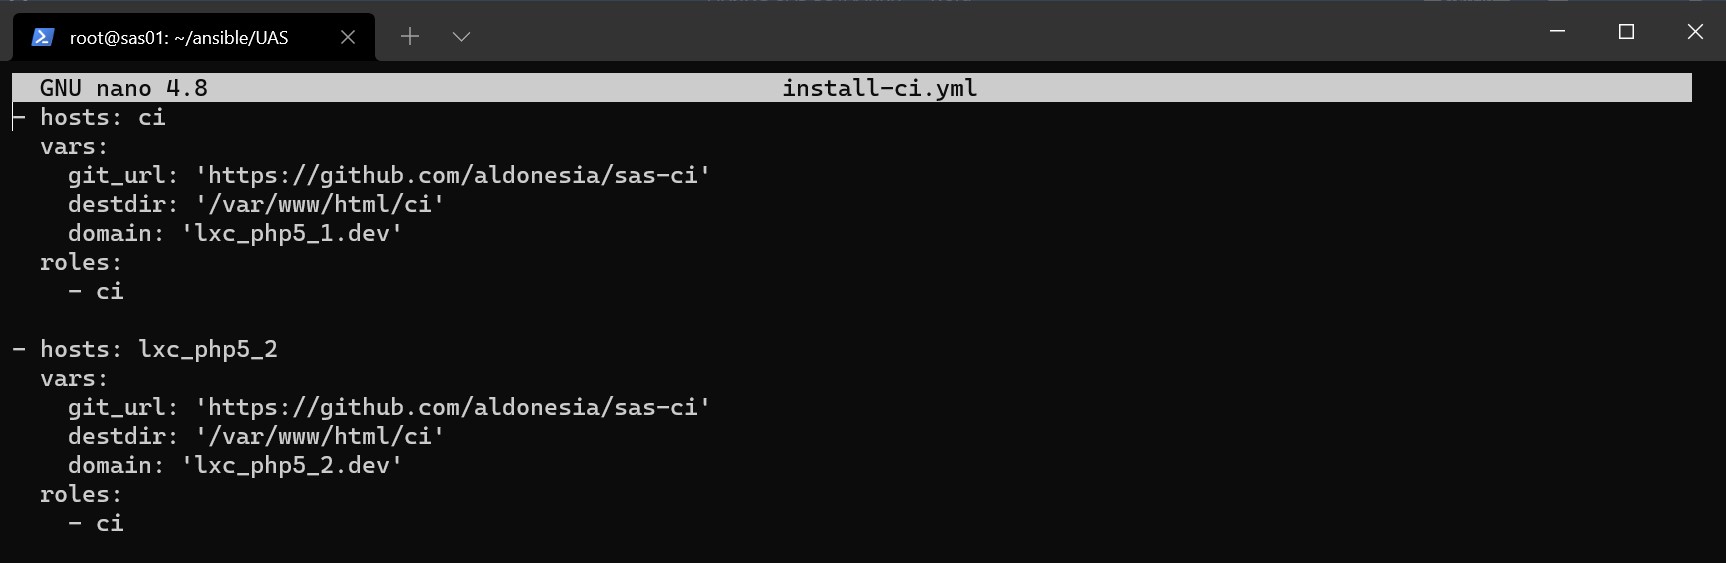 root@sas01: ~/ansible/UAS
GNU nano 4.8 install-ci.yml
- hosts: ci
  vars:
    git_url: 'https://github.com/aldonesia/sas-ci'
    destdir: '/var/www/html/ci'
    domain: 'lxc_php5_1.dev'
  roles:
    - ci

- hosts: lxc_php5_2
  vars:
    git_url: 'https://github.com/aldonesia/sas-ci'
    destdir: '/var/www/html/ci'
    domain: 'lxc_php5_2.dev'
  roles:
    - ci